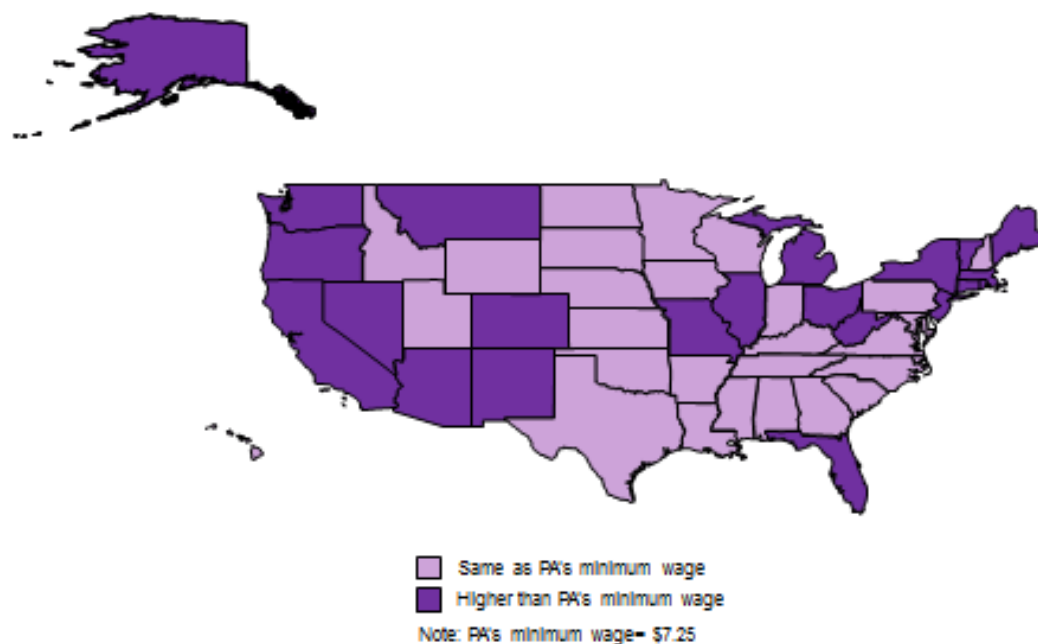 Same as PA's minimum wage
Higher than PA's minimum wage
Note: PA's minimum wage= $7.25